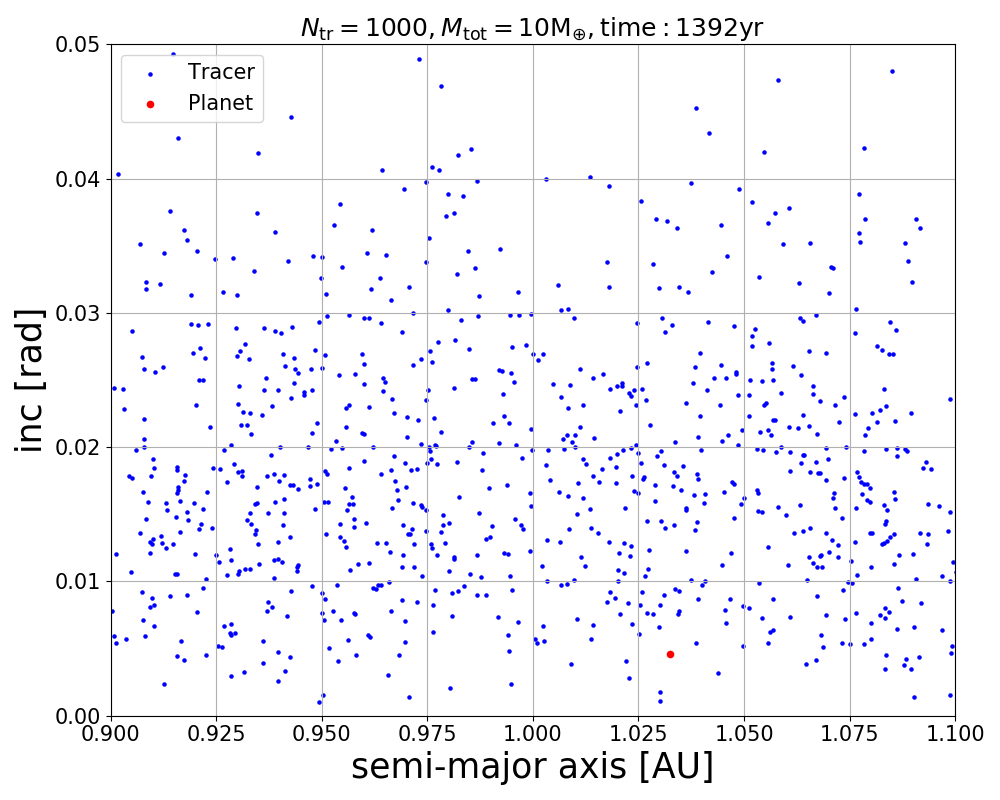 N_tr = 1000, M_tot = 10M_⊕, time : 1392yr
Tracer
Planet
inc [rad]
0.05
0.04
0.03
0.02
0.01
0.00
0.900 0.925 0.950 0.975 1.000 1.025 1.050 1.075 1.100
semi-major axis [AU]